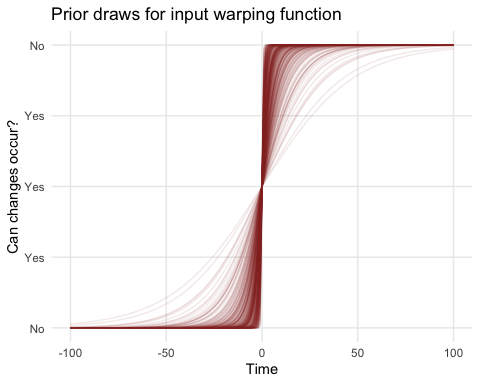 Prior draws for input warping function
Can changes occur?
No
Yes
Yes
Yes
No
-100
-50
0
50
100
Time